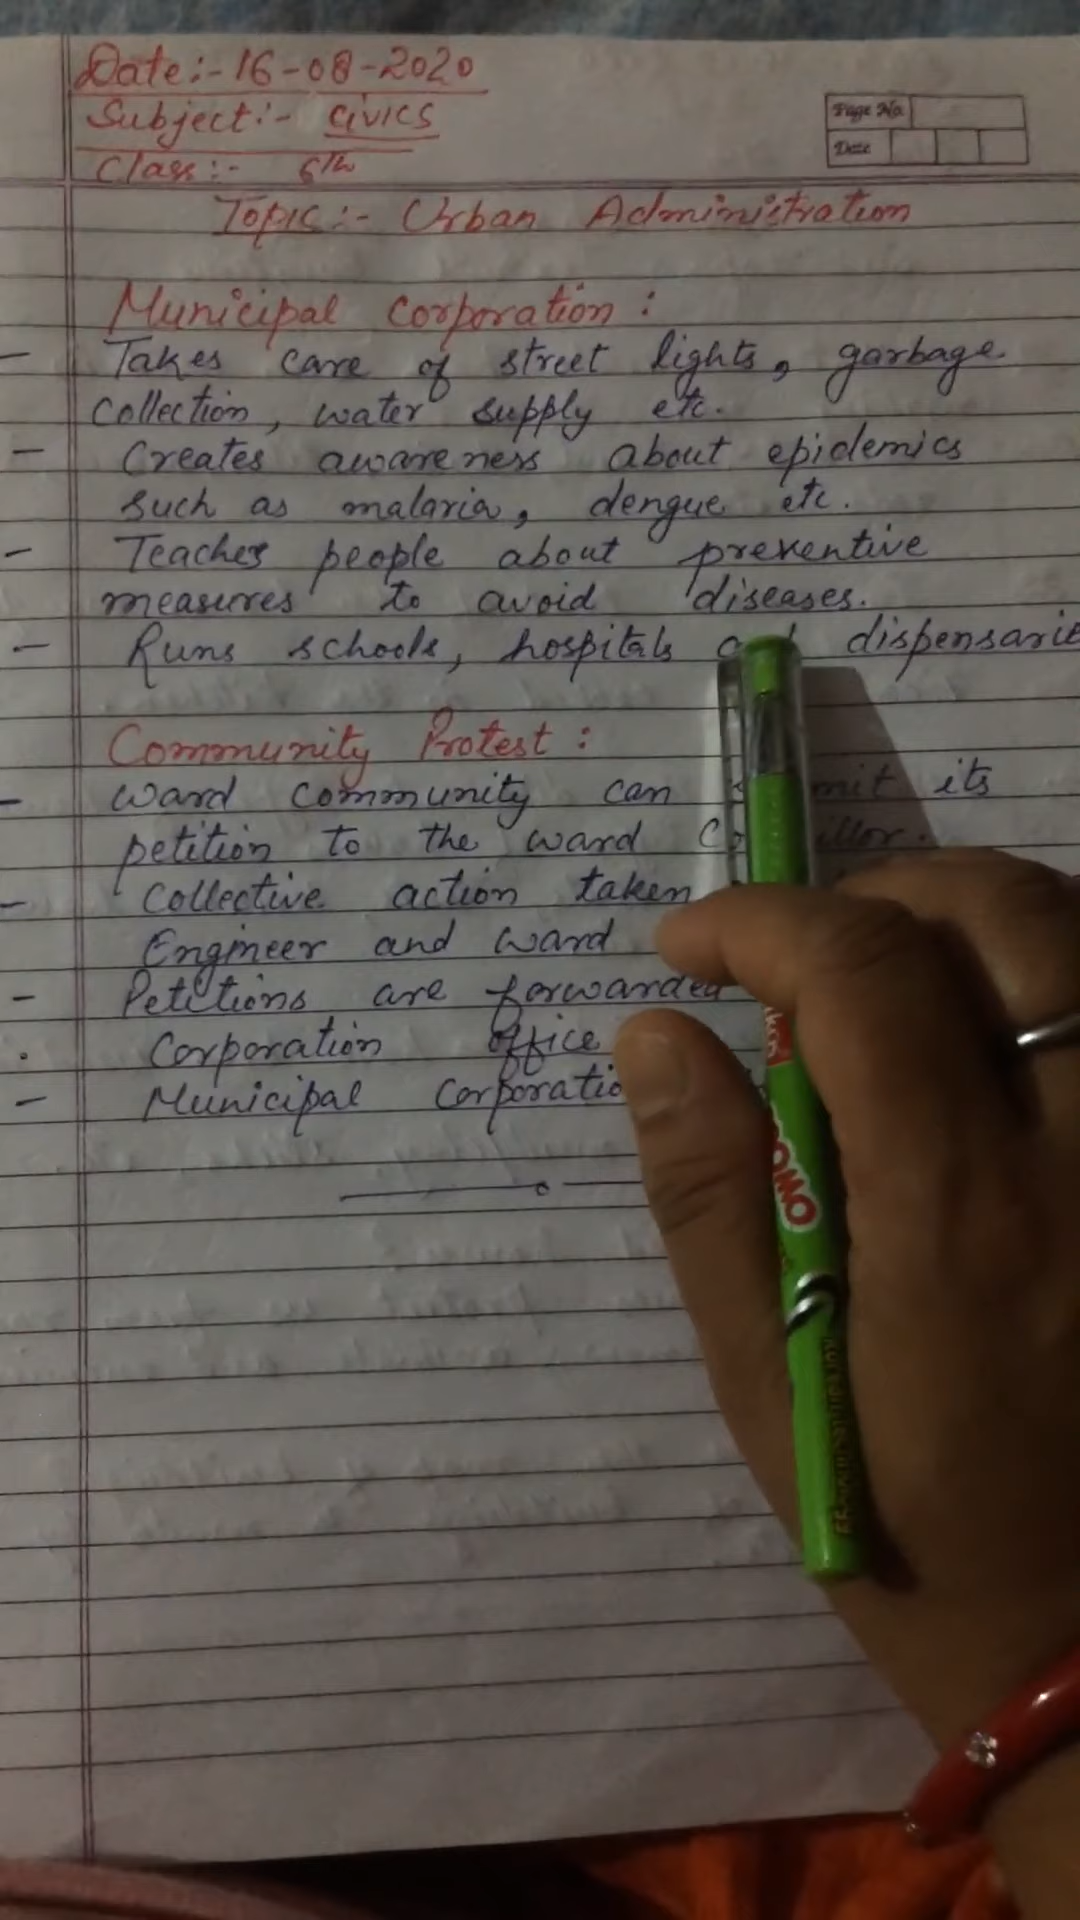 Date:- 16-08-2020
Subject:- Civics
Class:- 6th
Page No.
Date
Topic:- Urban Administration
Municipal Corporation :
- Takes care of street lights, garbage
collection, water supply etc.
- Creates awareness about epidemics
such as malaria, dengue etc.
- Teaches people about preventive
measures to avoid diseases.
- Runs schools, hospitals dispensarie
Community Protest :
- Ward community can its
petition to the ward
- Collective action taken
Engineer and ward
- Petitions are forwarded
. Corporation office
- Municipal Corporatio